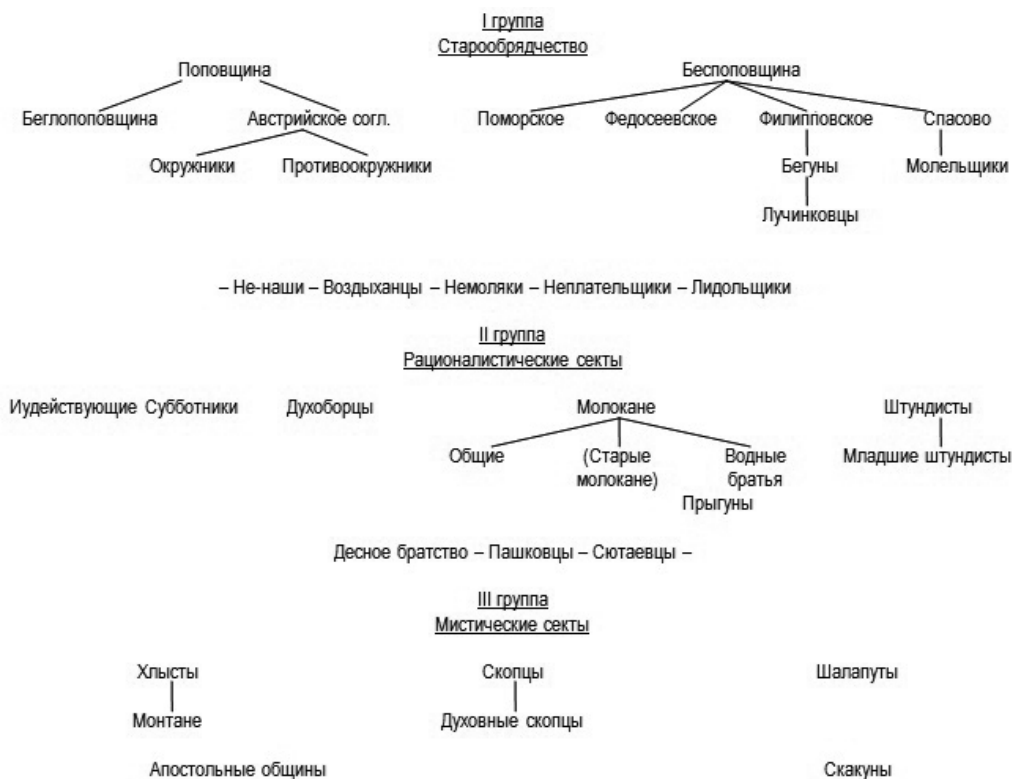 I группа
Старообрядчество
Поповщина Беспоповщина
Беглопоповщина Австрийское согл. Поморское Федосеевское Филипповское Спасово
Окружники Противоокружники Бегуны Молельщики
Лучинковцы
– Не-наши – Воздыханцы – Немоляки – Неплательщики – Лидольщики
II группа
Рационалистические секты
Иудействующие Субботники Духоборцы Молокане Штундисты
Общие (Старые Водные Младшие штундисты
молокане) братья
Прыгуны
Десное братство – Пашковцы – Сютаевцы –
III группа
Мистические секты
Хлысты Скопцы Шалапуты
Монтане Духовные скопцы
Апостольные общины Скакуны